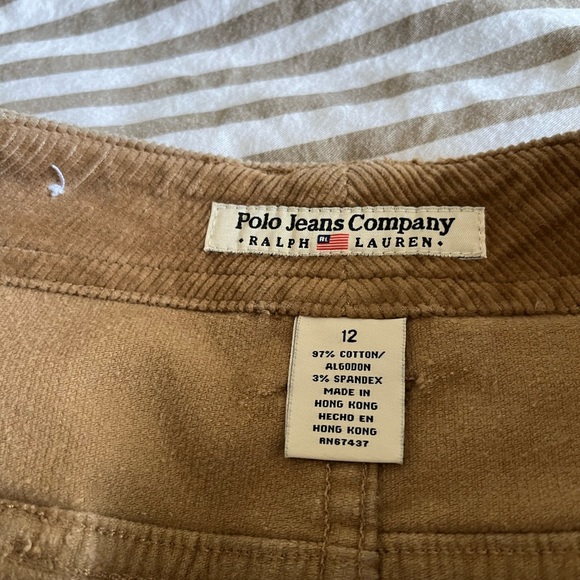 Polo Jeans Company
• RALPH RL LAUREN •
12
97% COTTON/
ALGODON
3% SPANDEX
MADE IN
HONG KONG
HECHO EN
HONG KONG
RN67437